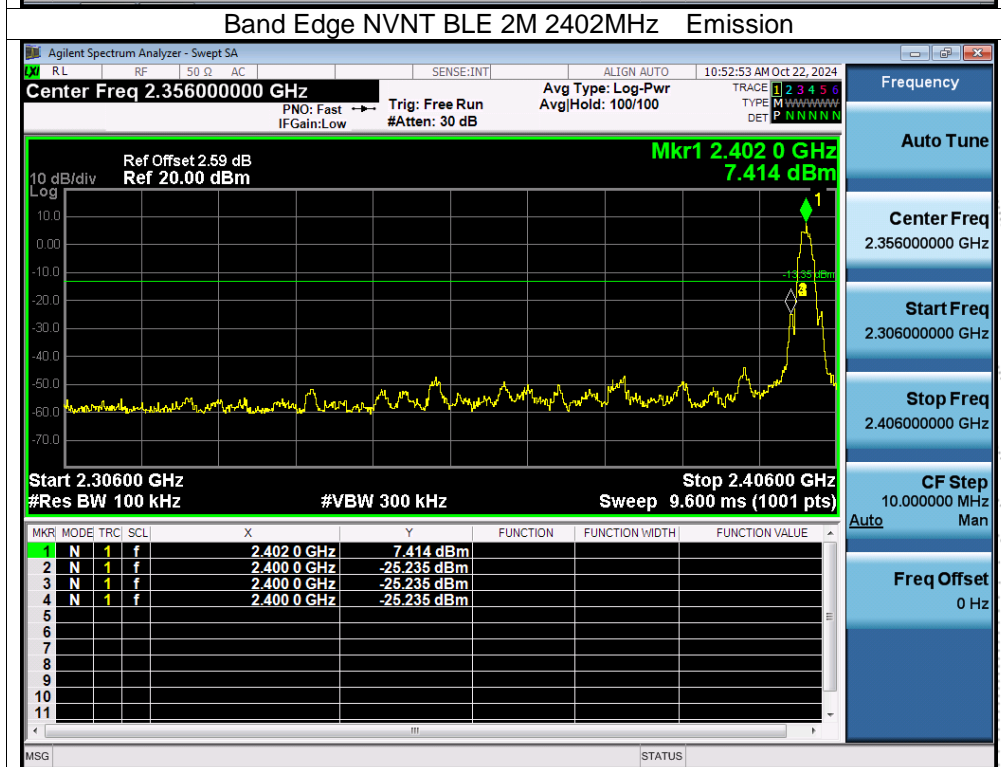 Band Edge NVNT BLE 2M 2402MHz Emission
Agilent Spectrum Analyzer - Swept SA
LXI RL RF 50 Ω AC SENSE:INT ALIGN AUTO 10:52:53 AM Oct 22, 2024
Center Freq 2.356000000 GHz
PNO: Fast
IFGain:Low
Trig: Free Run
#Atten: 30 dB
Avg Type: Log-Pwr
Avg|Hold: 100/100
TRACE 1 2 3 4 5 6
TYPE M WWWWW
DET P N N N N N
Frequency
Auto Tune
Center Freq
2.356000000 GHz
Start Freq
2.306000000 GHz
Stop Freq
2.406000000 GHz
CF Step
10.000000 MHz
Auto Man
Freq Offset
0 Hz
Mkr1 2.402 0 GHz
7.414 dBm
Ref Offset 2.59 dB
10 dB/div Ref 20.00 dBm
Log
1
10.0
0.00
-10.0
-13.35 dBm
-20.0
-30.0
-40.0
-50.0
-60.0
-70.0
Start 2.30600 GHz Stop 2.40600 GHz
#Res BW 100 kHz #VBW 300 kHz Sweep 9.600 ms (1001 pts)
MKR MODE TRC SCL X Y FUNCTION FUNCTION WIDTH FUNCTION VALUE
1 N 1 f 2.402 0 GHz 7.414 dBm
2 N 1 f 2.400 0 GHz -25.235 dBm
3 N 1 f 2.400 0 GHz -25.235 dBm
4 N 1 f 2.400 0 GHz -25.235 dBm
5
6
7
8
9
10
11
MSG STATUS